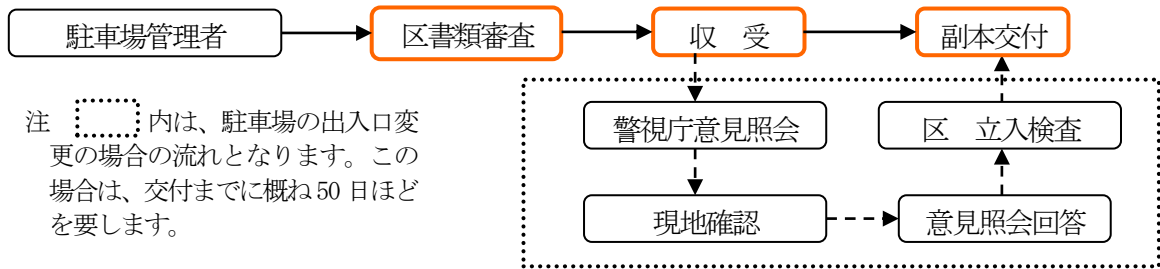 駐車場管理者
区書類審査
収　受
副本交付
注　内は、駐車場の出入口変
更の場合の流れとなります。この
場合は、交付までに概ね 50 日ほど
を要します。
警視庁意見照会
区　立入検査
現地確認
意見照会回答